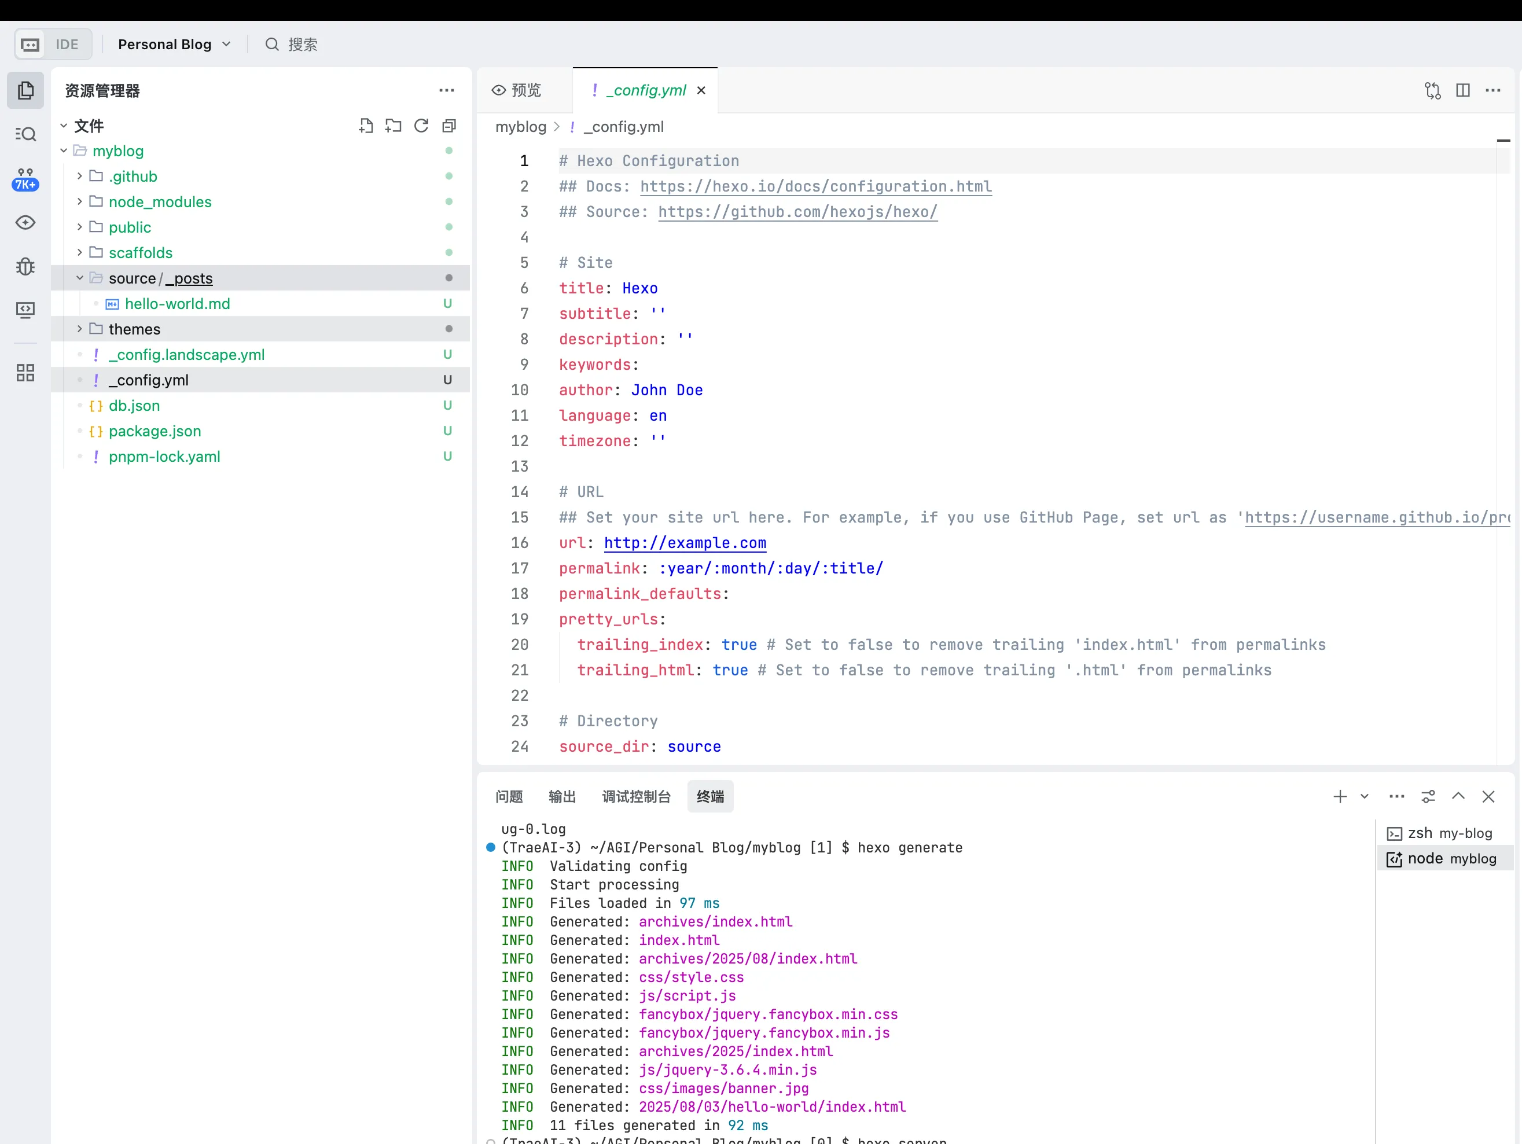 IDE
Personal Blog
搜索
资源管理器
文件
myblog
.github
node_modules
public
scaffolds
source/_posts
hello-world.md U
themes
_config.landscape.yml U
_config.yml U
db.json U
package.json U
pnpm-lock.yaml U
7K+
预览
! _config.yml
myblog > ! _config.yml
1 # Hexo Configuration
2 ## Docs: https://hexo.io/docs/configuration.html
3 ## Source: https://github.com/hexojs/hexo/
4
5 # Site
6 title: Hexo
7 subtitle: ''
8 description: ''
9 keywords:
10 author: John Doe
11 language: en
12 timezone: ''
13
14 # URL
15 ## Set your site url here. For example, if you use GitHub Page, set url as 'https://username.github.io/pro
16 url: http://example.com
17 permalink: :year/:month/:day/:title/
18 permalink_defaults:
19 pretty_urls:
20 trailing_index: true # Set to false to remove trailing 'index.html' from permalinks
21 trailing_html: true # Set to false to remove trailing '.html' from permalinks
22
23 # Directory
24 source_dir: source
问题 输出 调试控制台 终端
ug-0.log
(TraeAI-3) ~/AGI/Personal Blog/myblog [1] $ hexo generate
INFO Validating config
INFO Start processing
INFO Files loaded in 97 ms
INFO Generated: archives/index.html
INFO Generated: index.html
INFO Generated: archives/2025/08/index.html
INFO Generated: css/style.css
INFO Generated: js/script.js
INFO Generated: fancybox/jquery.fancybox.min.css
INFO Generated: fancybox/jquery.fancybox.min.js
INFO Generated: archives/2025/index.html
INFO Generated: js/jquery-3.6.4.min.js
INFO Generated: css/images/banner.jpg
INFO Generated: 2025/08/03/hello-world/index.html
INFO 11 files generated in 92 ms
(TraeAI-3) ~/AGI/Personal Blog/myblog [0] $ hexo server
zsh my-blog
node myblog